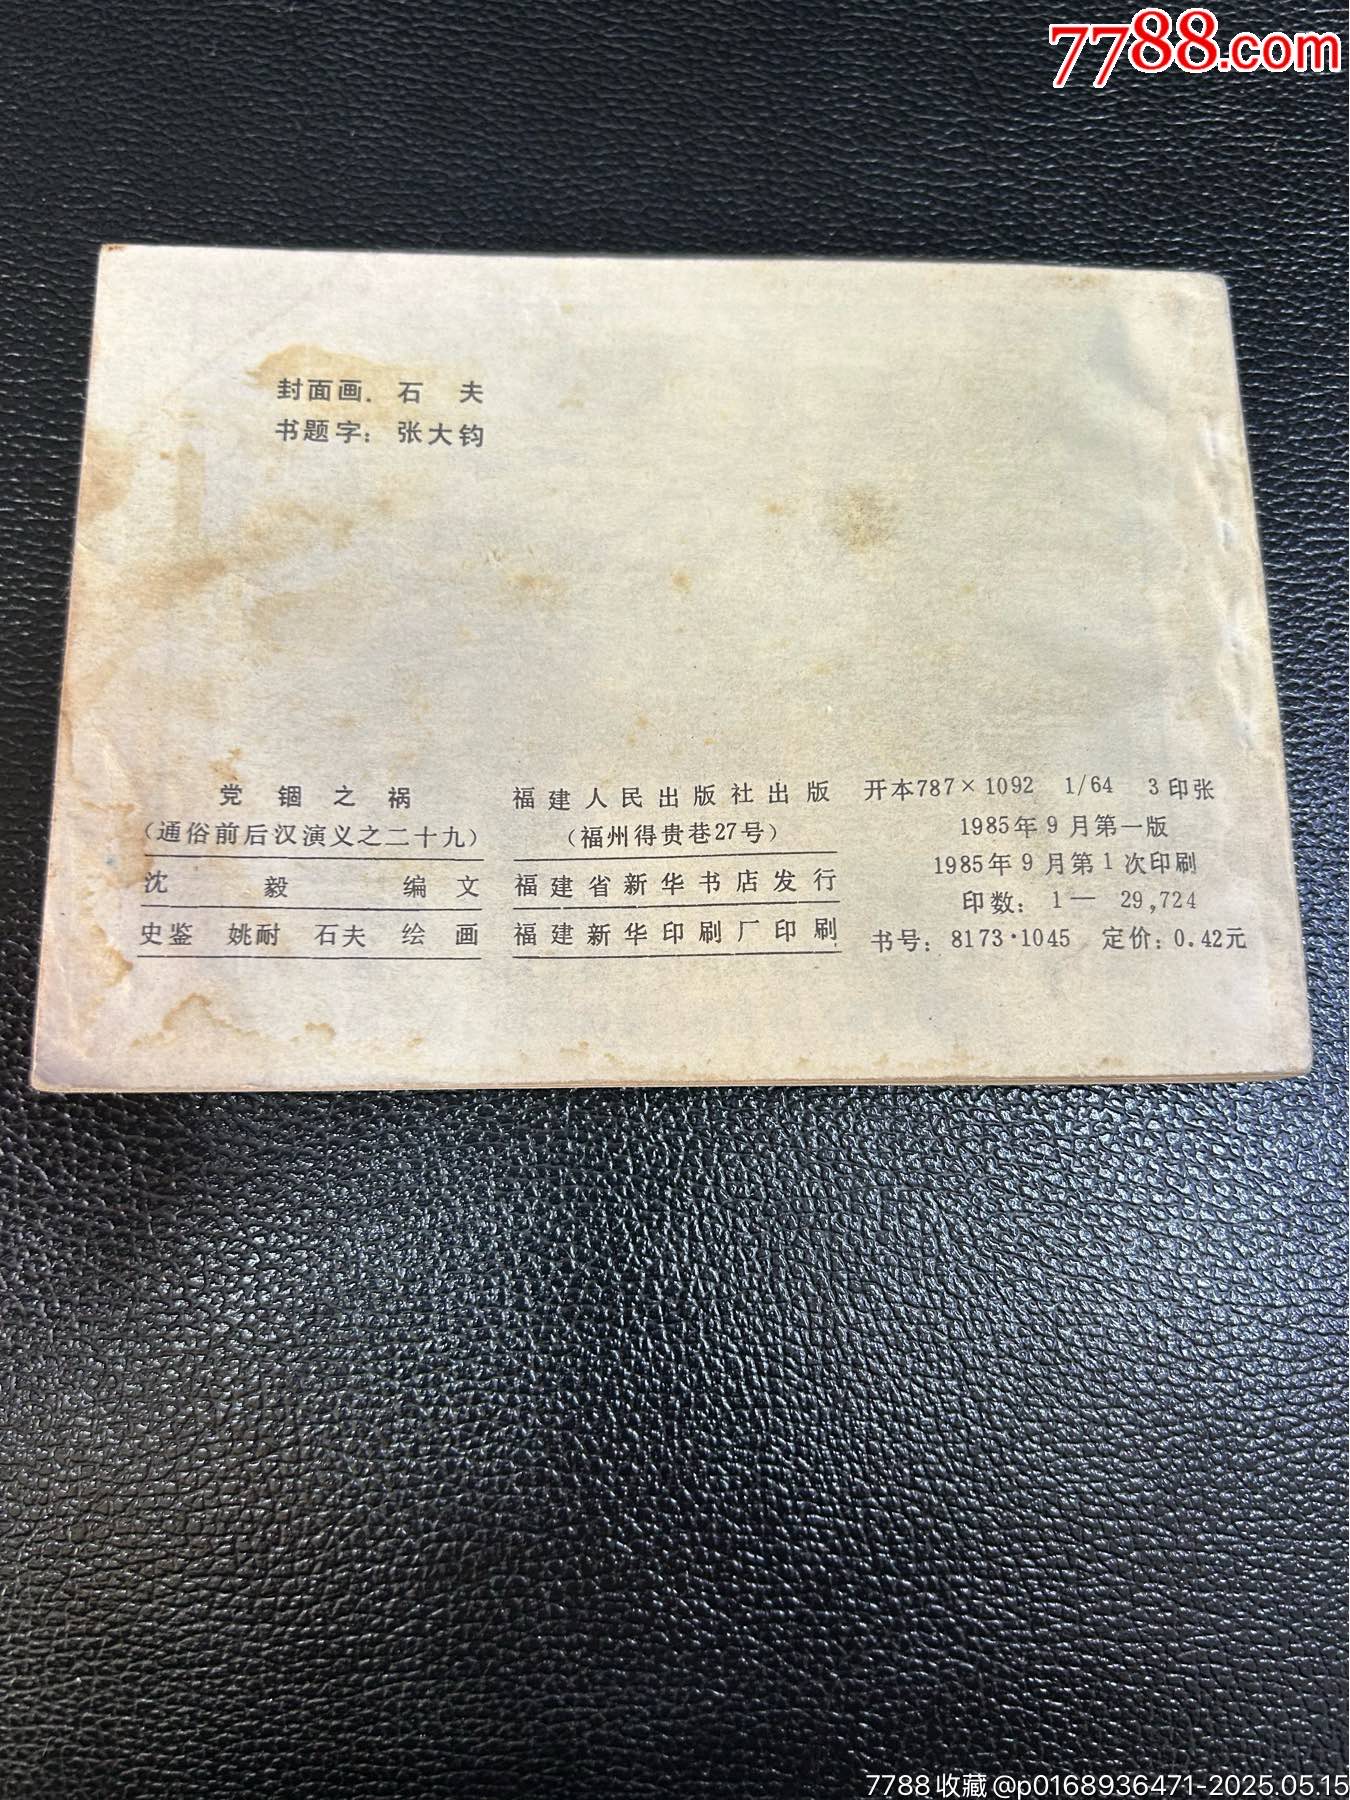 7788.com
封面画．石 夫
书题字：张大钧
党锢之祸
（通俗前后汉演义之二十九）
沈 毅 编文
史鉴 姚耐 石夫 绘画
福建人民出版社出版
（福州得贵巷27号）
福建省新华书店发行
福建新华印刷厂印刷
开本787×1092 1/64 3印张
1985年9月第一版
1985年9月第1次印刷
印数：1— 29,724
书号：8173·1045 定价：0.42元
7788收藏@p0168936471-2025.05.15